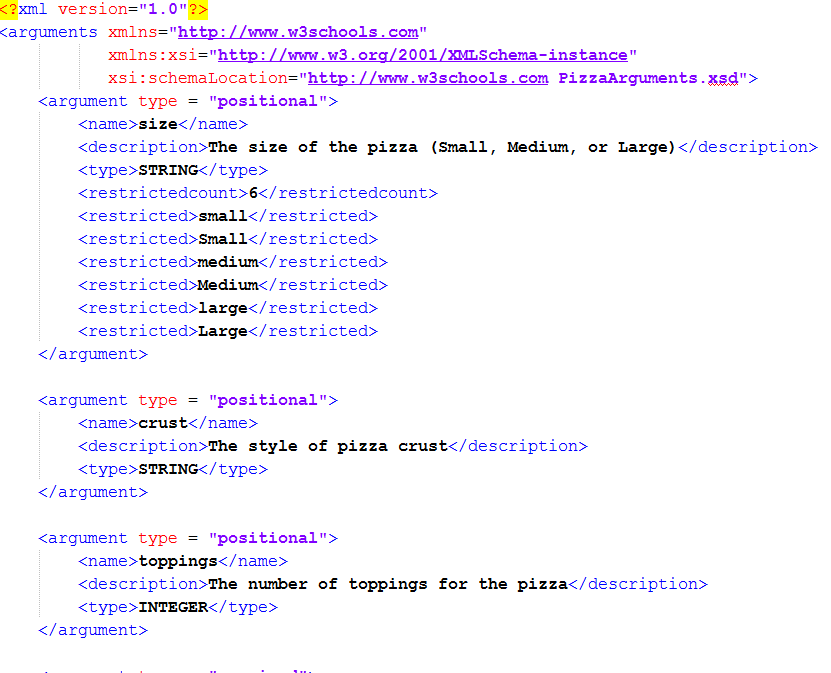 <?xml version="1.0"?>
<arguments xmlns="http://www.w3schools.com"
xmlns:xsi="http://www.w3.org/2001/XMLSchema-instance"
xsi:schemaLocation="http://www.w3schools.com PizzaArguments.xsd">
<argument type = "positional">
<name>size</name>
<description>The size of the pizza (Small, Medium, or Large)</description>
<type>STRING</type>
<restrictedcount>6</restrictedcount>
<restricted>small</restricted>
<restricted>Small</restricted>
<restricted>medium</restricted>
<restricted>Medium</restricted>
<restricted>large</restricted>
<restricted>Large</restricted>
</argument>
<argument type = "positional">
<name>crust</name>
<description>The style of pizza crust</description>
<type>STRING</type>
</argument>
<argument type = "positional">
<name>toppings</name>
<description>The number of toppings for the pizza</description>
<type>INTEGER</type>
</argument>